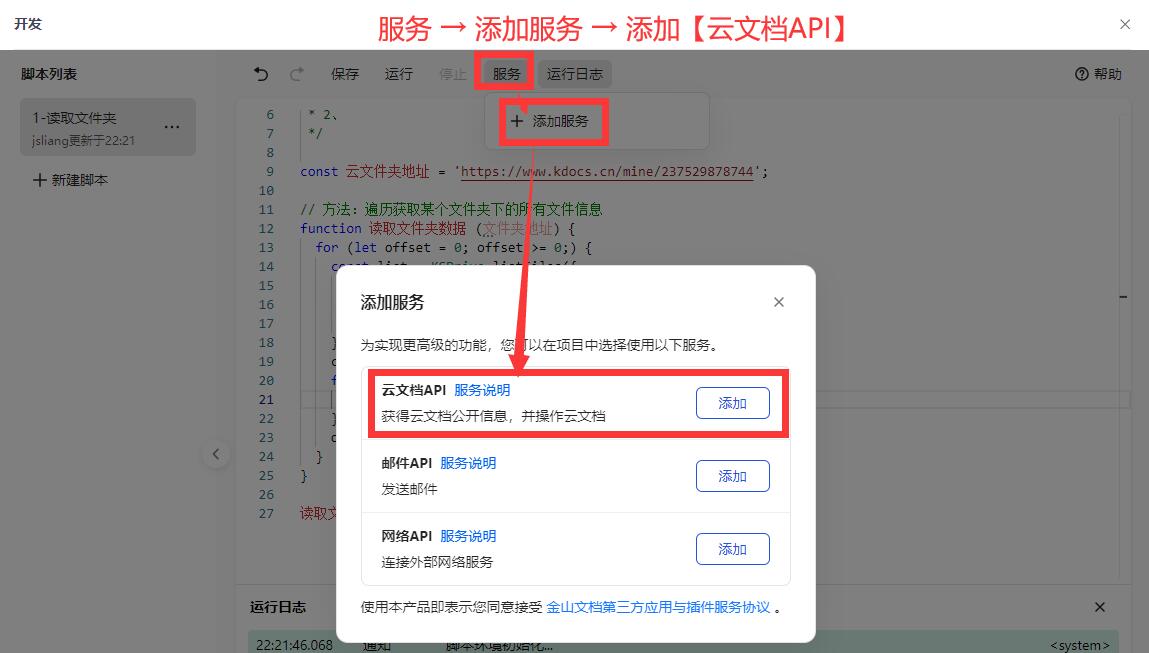 开发
服务 → 添加服务 → 添加【云文档API】
脚本列表
保存 运行 停止 服务 运行日志
帮助
1-读取文件夹
jsliang更新于22:21
新建脚本
添加服务
6 * 2、
7 */
8
9 const 云文件夹地址 = 'https://www.kdocs.cn/mine/237529878744';
10
11 // 方法：遍历获取某个文件夹下的所有文件信息
12 function 读取文件夹数据 (文件夹地址) {
13 for (let offset = 0; offset >= 0;) {
14
15
16
17
18 }
19
20
21
22 }
23
24 }
25 }
26
27 读取文
添加服务
为实现更高级的功能，您可以在项目中选择使用以下服务。
云文档API 服务说明
获得云文档公开信息，并操作云文档
添加
邮件API 服务说明
发送邮件
添加
网络API 服务说明
连接外部网络服务
添加
使用本产品即表示您同意接受 金山文档第三方应用与插件服务协议 。
运行日志
22:21:46.068 通知 脚本环境初始化... <system>